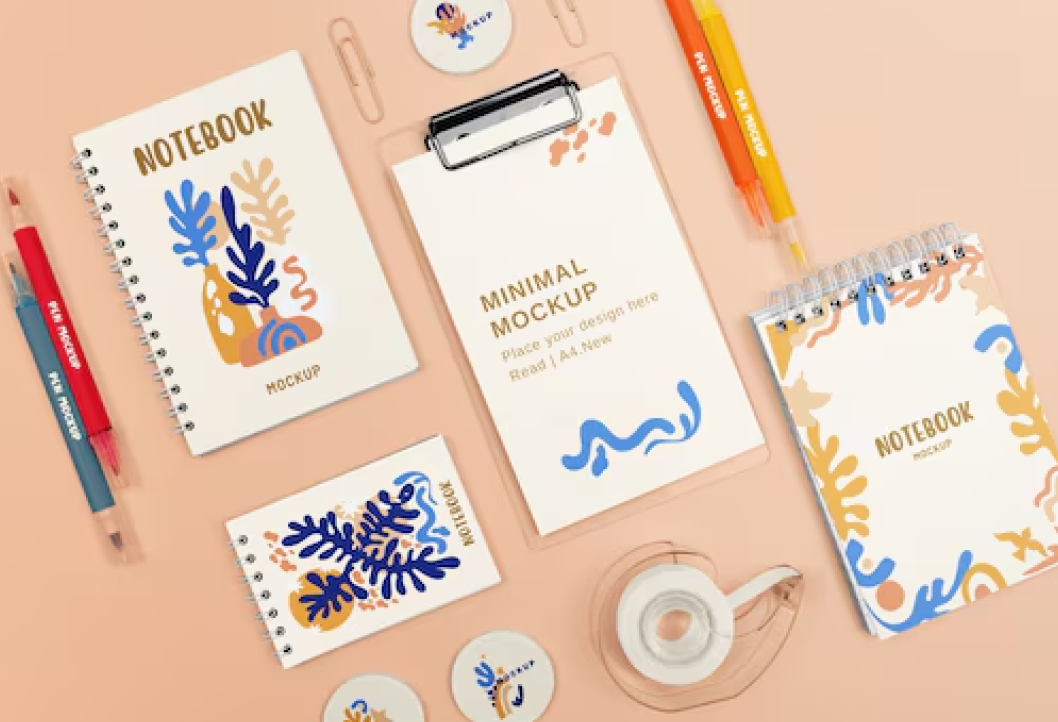 MOCKUP
NOTEBOOK
MOCKUP
PEN MOCKUP
PEN MOCKUP
MINIMAL
MOCKUP
Place your design here
Read | A4.New
PEN MOCKUP
PEN MOCKUP
NOTEBOOK
MOCKUP
NOTEBOOK
MOCKUP